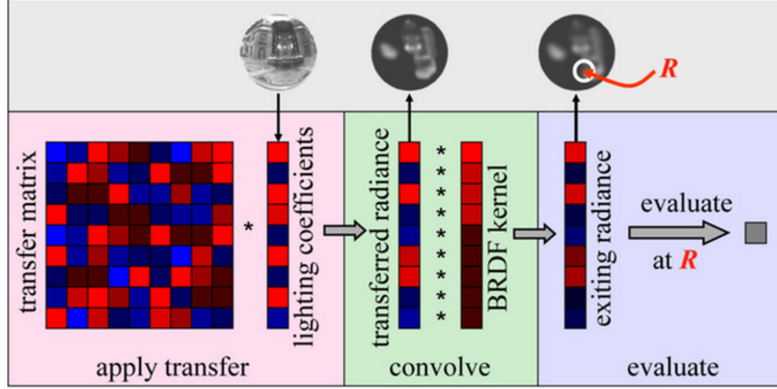 R
transfer matrix
*
lighting coefficients
transferred radiance
*
*
*
*
*
*
*
*
*
BRDF kernel
exiting radiance
evaluate
at R
apply transfer
convolve
evaluate